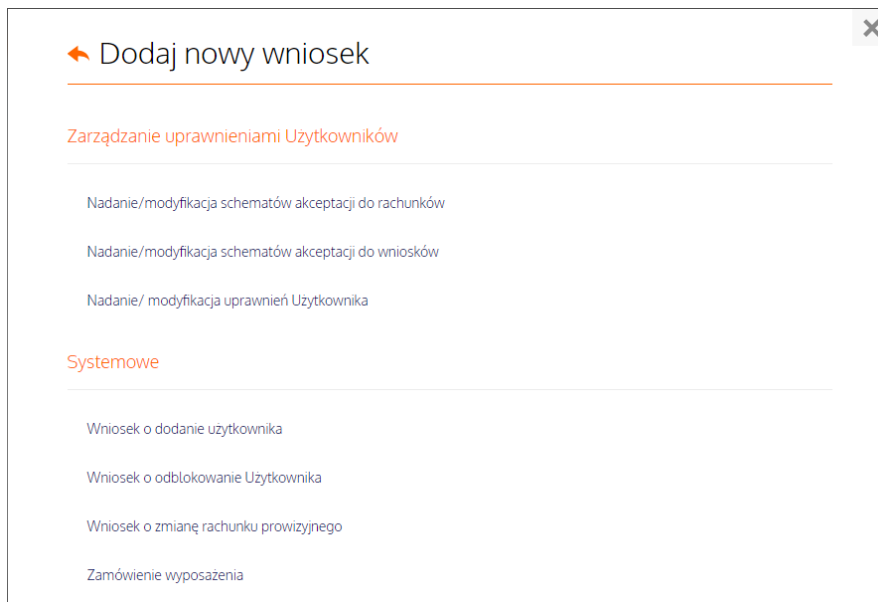 Dodaj nowy wniosek
Zarządzanie uprawnieniami Użytkowników
Nadanie/modyfikacja schematów akceptacji do rachunków
Nadanie/modyfikacja schematów akceptacji do wniosków
Nadanie/ modyfikacja uprawnień Użytkownika
Systemowe
Wniosek o dodanie użytkownika
Wniosek o odblokowanie Użytkownika
Wniosek o zmianę rachunku prowizyjnego
Zamówienie wyposażenia